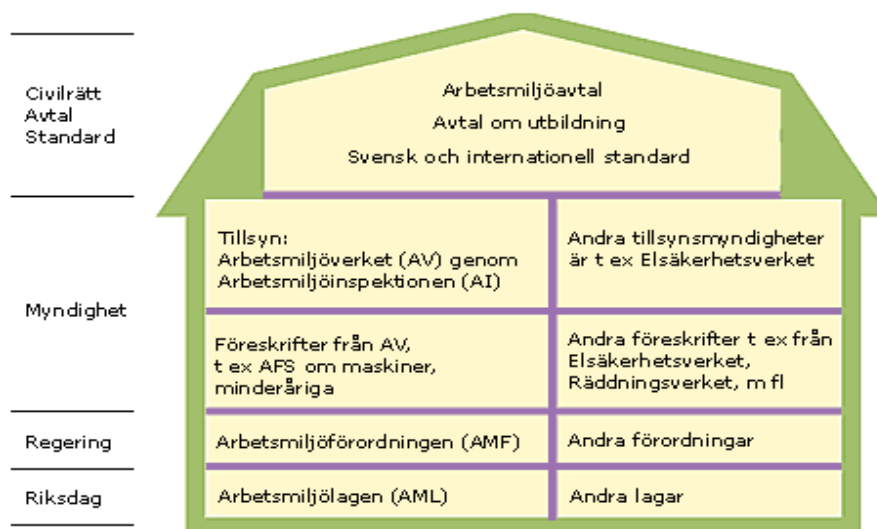 Civilrätt
Avtal
Standard
Arbetsmiljöavtal
Avtal om utbildning
Svensk och internationell standard
Myndighet
Tillsyn:
Arbetsmiljöverket (AV) genom
Arbetsmiljöinspektionen (AI)
Andra tillsynsmyndigheter
är t ex Elsäkerhetsverket
Föreskrifter från AV,
t ex AFS om maskiner,
minderåriga
Andra föreskrifter t ex från
Elsäkerhetsverket,
Räddningsverket, m fl
Regering
Arbetsmiljöförordningen (AMF)
Andra förordningar
Riksdag
Arbetsmiljölagen (AML)
Andra lagar